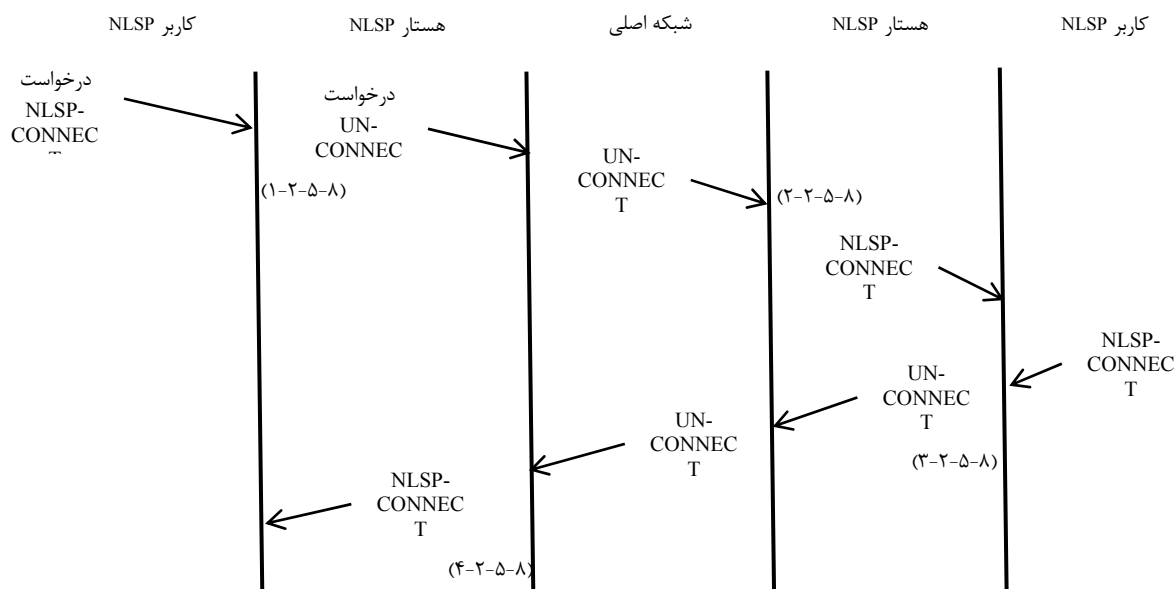 کاربر NLSP
هستار NLSP
شبکه اصلی
هستار NLSP
کاربر NLSP
درخواست
NLSP-
CONNEC
درخواست
UN-
CONNEC
UN-
CONNEC
T
(۱-۲-۵-۸)
(۲-۲-۵-۸)
NLSP-
CONNEC
T
NLSP-
CONNEC
T
UN-
CONNEC
T
UN-
CONNEC
T
(۳-۲-۵-۸)
NLSP-
CONNEC
T
(۴-۲-۵-۸)